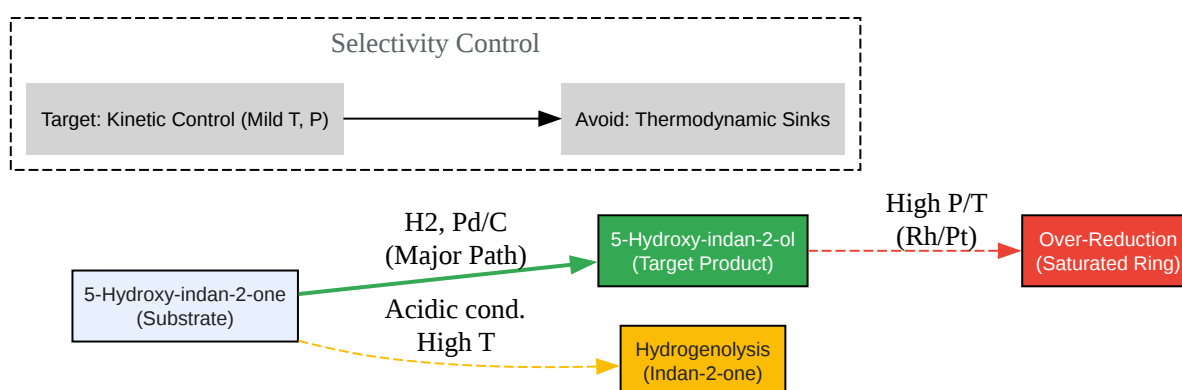 Selectivity Control
Target: Kinetic Control (Mild T, P)
Avoid: Thermodynamic Sinks
H2, Pd/C
(Major Path)
5-Hydroxy-indan-2-ol
(Target Product)
High P/T
(Rh/Pt)
Over-Reduction
(Saturated Ring)
5-Hydroxy-indan-2-one
(Substrate)
Acidic cond.
High T
Hydrogenolysis
(Indan-2-one)